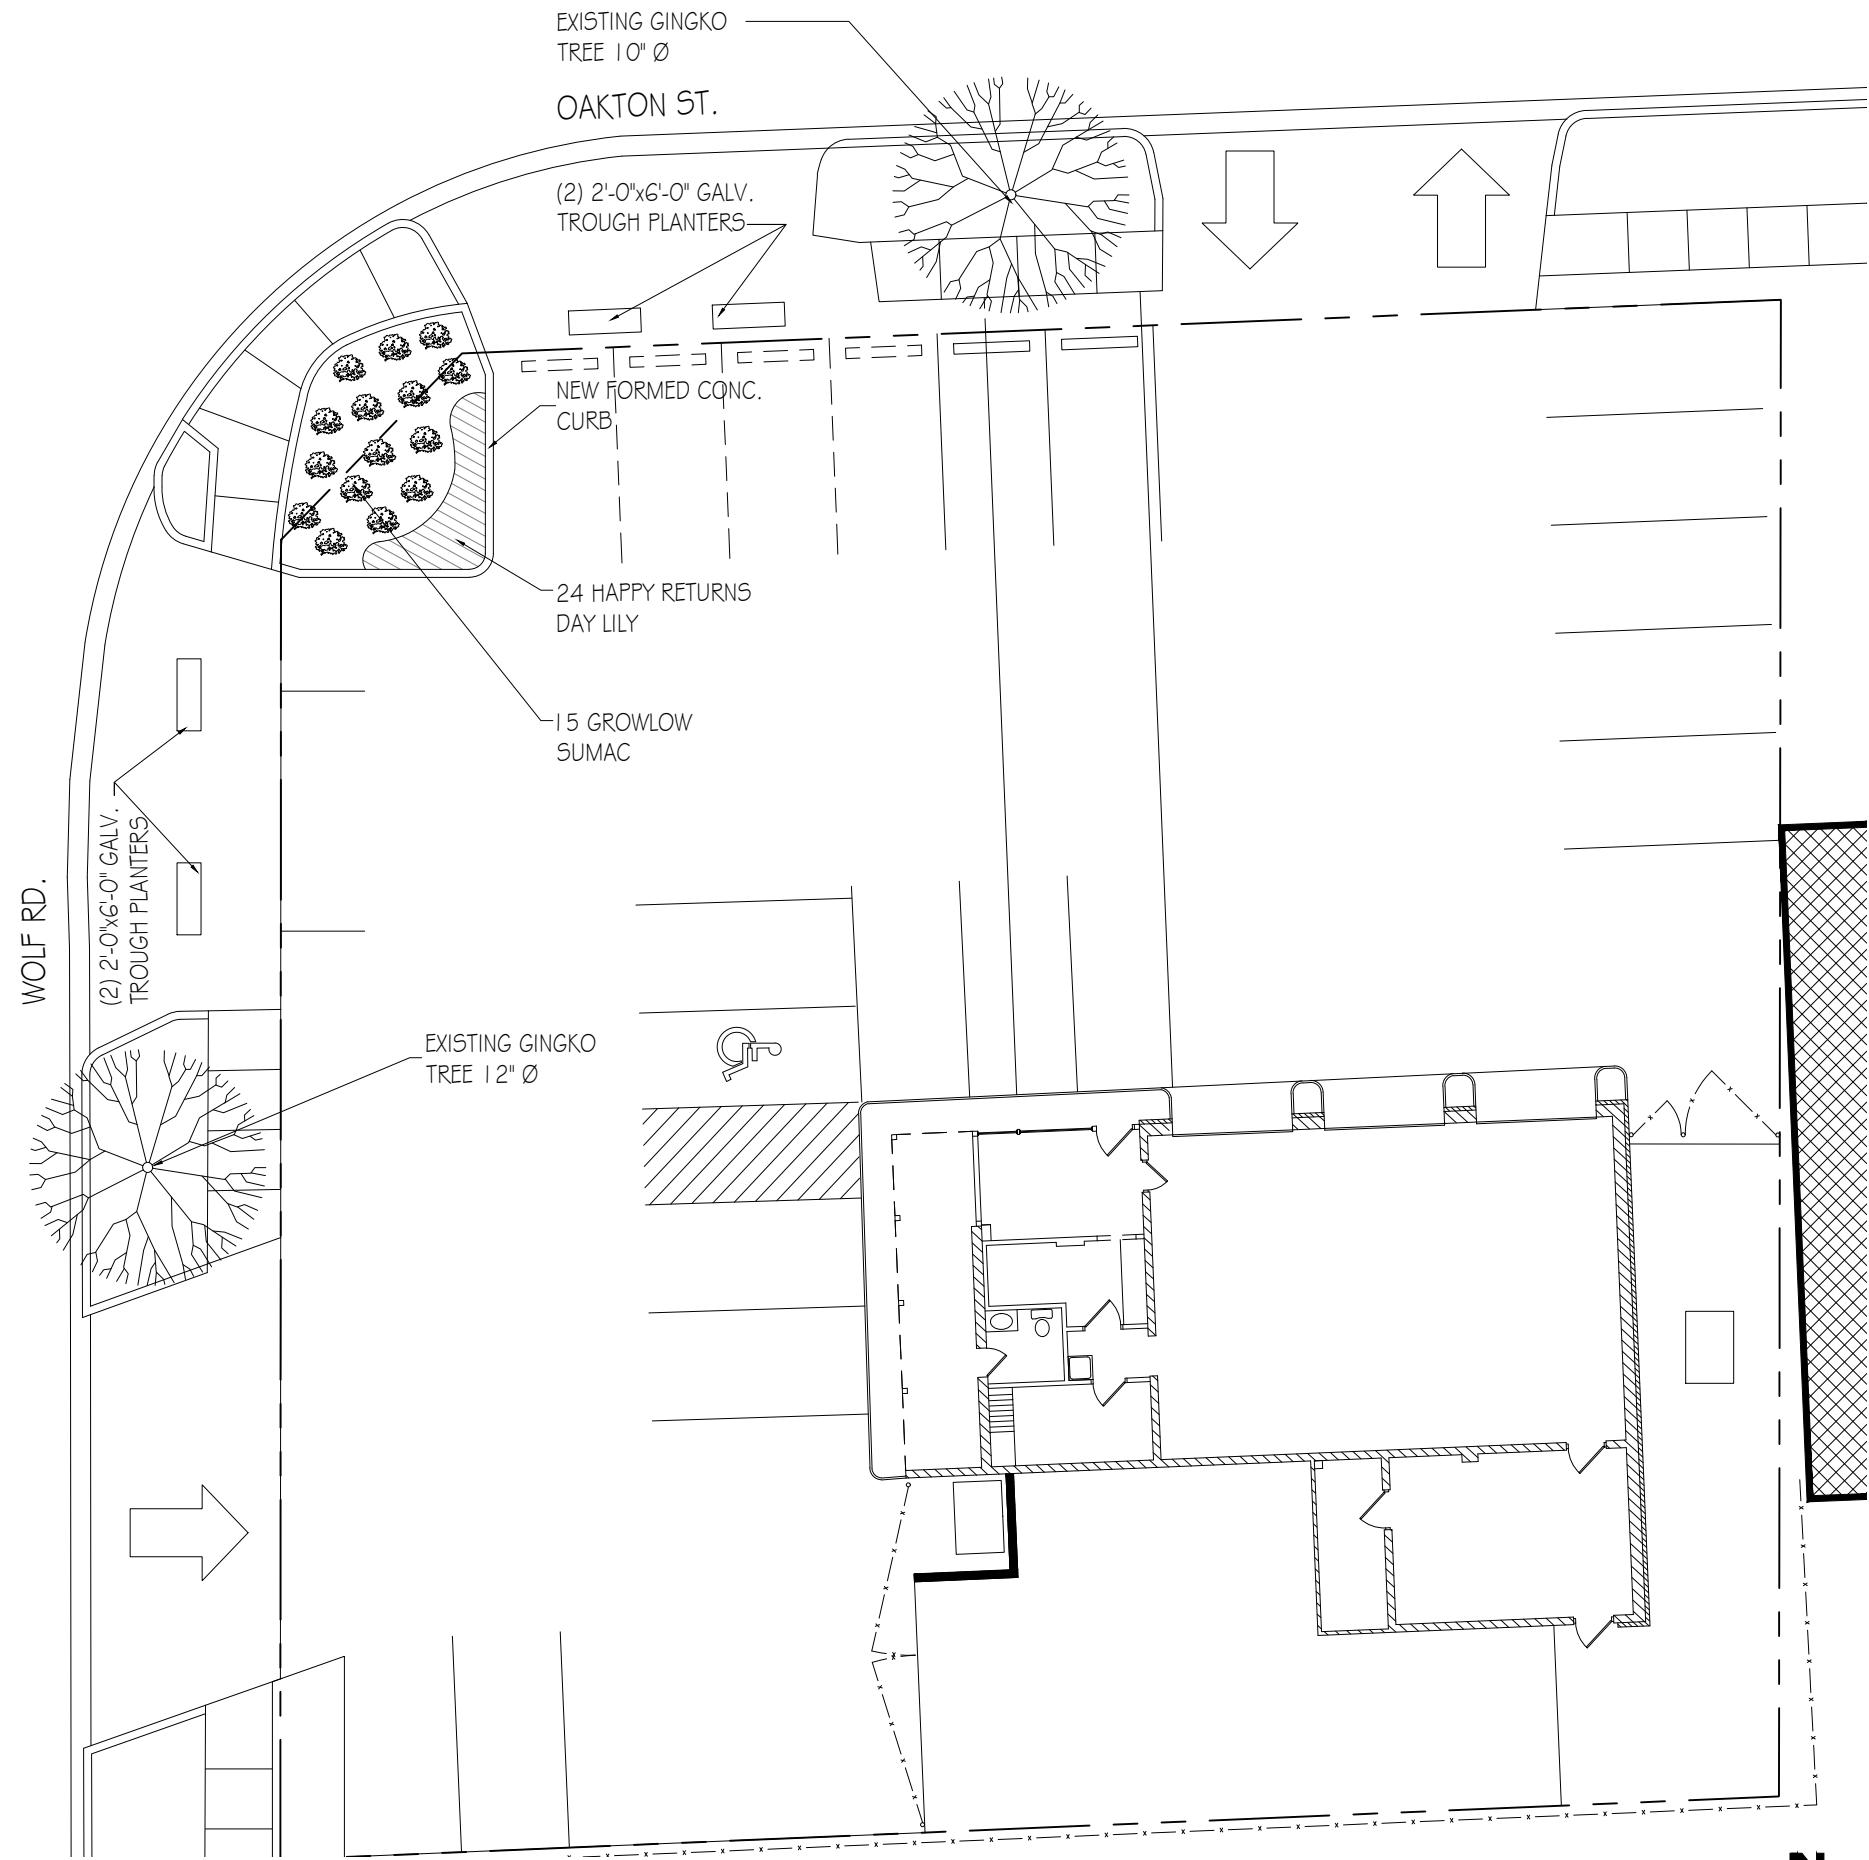 EXISTING GINGKO
TREE 10" Ø
OAKTON ST.
(2) 2'-0"x6'-0" GALV.
TROUGH PLANTERS
NEW FORMED CONC.
CURB
24 HAPPY RETURNS
DAY LILY
15 GROWLOW
SUMAC
(2) 2'-0"x6'-0" GALV.
TROUGH PLANTERS
WOLF RD.
EXISTING GINGKO
TREE 12" Ø